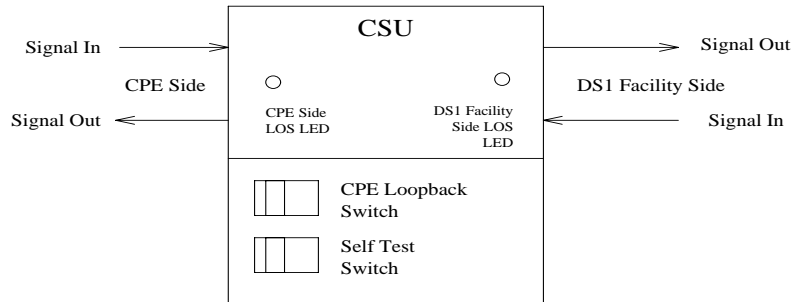 CSU
Signal In
Signal Out
CPE Side
DS1 Facility Side
CPE Side
LOS LED
DS1 Facility
Side LOS
LED
Signal Out
Signal In
CPE Loopback
Switch
Self Test
Switch